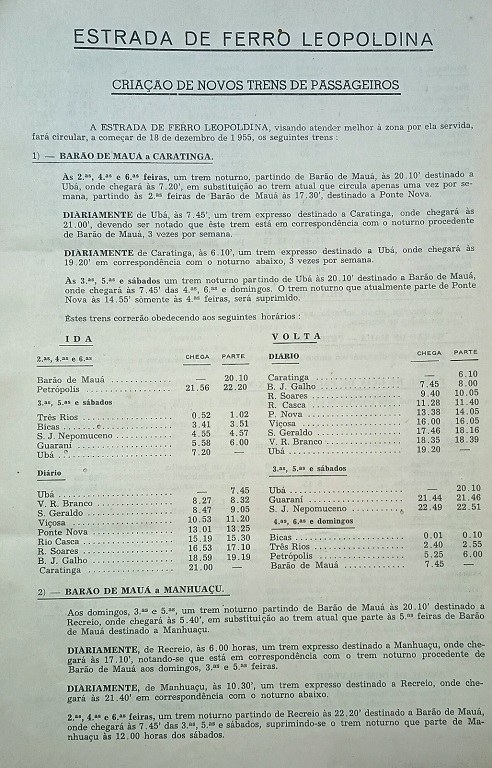 ESTRADA DE FERRO LEOPOLDINA
CRIAÇÃO DE NOVOS TRENS DE PASSAGEIROS
A ESTRADA DE FERRO LEOPOLDINA, visando atender melhor à zona por ela servida,
fará circular, a começar de 18 de dezembro de 1955, os seguintes trens :
1) — BARÃO DE MAUÁ a CARATINGA.
Às 2.ªs, 4.ªs e 6.ªs feiras, um trem noturno, partindo de Barão de Mauá, às 20.10' destinado a
Ubá, onde chegará às 7.20', em substituição ao trem atual que circula apenas uma vez por se-
mana, partindo às 2.ªs feiras de Barão de Mauá às 17.30', destinado a Ponte Nova.
DIARIAMENTE de Ubá, às 7.45', um trem expresso destinado a Caratinga, onde chegará às
21.00', devendo ser notado que êste trem está em correspondência com o noturno procedente
de Barão de Mauá, 3 vezes por semana.
DIARIAMENTE de Caratinga, às 6.10', um trem expresso destinado a Ubá, onde chegará às
19.20' em correspondência com o noturno abaixo, 3 vezes por semana.
Às 3.ªs, 5.ªs e sábados um trem noturno partindo de Ubá às 20.10' destinado a Barão de Mauá,
onde chegará às 7.45' das 4.ªs, 6.ªs e domingos. O trem noturno que atualmente parte de Ponte
Nova às 14.55' sòmente às 4.ªs feiras, será suprimido.
Êstes trens correrão obedecendo aos seguintes horários :
IDA
2.ªs, 4.ªs e 6.ªs CHEGA PARTE
Barão de Mauá ............ — 20.10
Petrópolis ............ 21.56 22.20
3.ªs, 5.ªs e sábados
Três Rios ............ 0.52 1.02
Bicas ............ 3.41 3.51
S. J. Nepomuceno ............ 4.55 4.57
Guarani ............ 5.58 6.00
Ubá ............ 7.20 —
Diário
Ubá ............ — 7.45
V. R. Branco ............ 8.27 8.32
S. Geraldo ............ 8.47 9.05
Viçosa ............ 10.53 11.20
Ponte Nova ............ 13.01 13.25
Rio Casca ............ 15.19 15.30
R. Soares ............ 16.53 17.10
B. J. Galho ............ 18.59 19.19
Caratinga ............ 21.00 —
VOLTA
DIÁRIO CHEGA PARTE
Caratinga ............ — 6.10
B. J. Galho ............ 7.45 8.00
R. Soares ............ 9.40 10.05
R. Casca ............ 11.28 11.40
P. Nova ............ 13.38 14.05
Viçosa ............ 16.00 16.05
S. Geraldo ............ 17.46 18.16
V. R. Branco ............ 18.35 18.39
Ubá ............ 19.20 —
3.ªs, 5.ªs e sábados
Ubá ............ — 20.10
Guaraní ............ 21.44 21.46
S. J. Nepomuceno ............ 22.49 22.51
4.ªs, 6.ªs e domingos
Bicas ............ 0.01 0.10
Três Rios ............ 2.40 2.55
Petrópolis ............ 5.25 6.00
Barão de Mauá ............ 7.45 —
2) — BARÃO DE MAUÁ a MANHUAÇU.
Aos domingos, 3.ªs e 5.ªs, um trem noturno partindo de Barão de Mauá às 20.10' destinado a
Recreio, onde chegará às 5.40', em substituição ao trem atual que parte às 5.ªs feiras de Barão
de Mauá destinado a Manhuaçu.
DIÀRIAMENTE, de Recreio, às 6.00 horas, um trem expresso destinado a Manhuaçu, onde che-
gará às 17.10', notando-se que está em correspondência com o trem noturno procedente de
Barão de Mauá aos domingos, 3.ªs e 5.ªs feiras.
DIÀRIAMENTE, de Manhuaçu, às 10.30', um trem expresso destinado a Recreio, onde che-
gará às 21.40' em correspondência com o noturno abaixo.
2.ªs, 4.ªs e 6.ªs feiras, um trem noturno partindo de Recreio às 22.20' destinado a Barão de Mauá,
onde chegará às 7.45' das 3.ªs, 5.ªs e sábados, suprimindo-se o trem noturno que parte de Ma-
nhuaçu às 12.00 horas dos sábados.